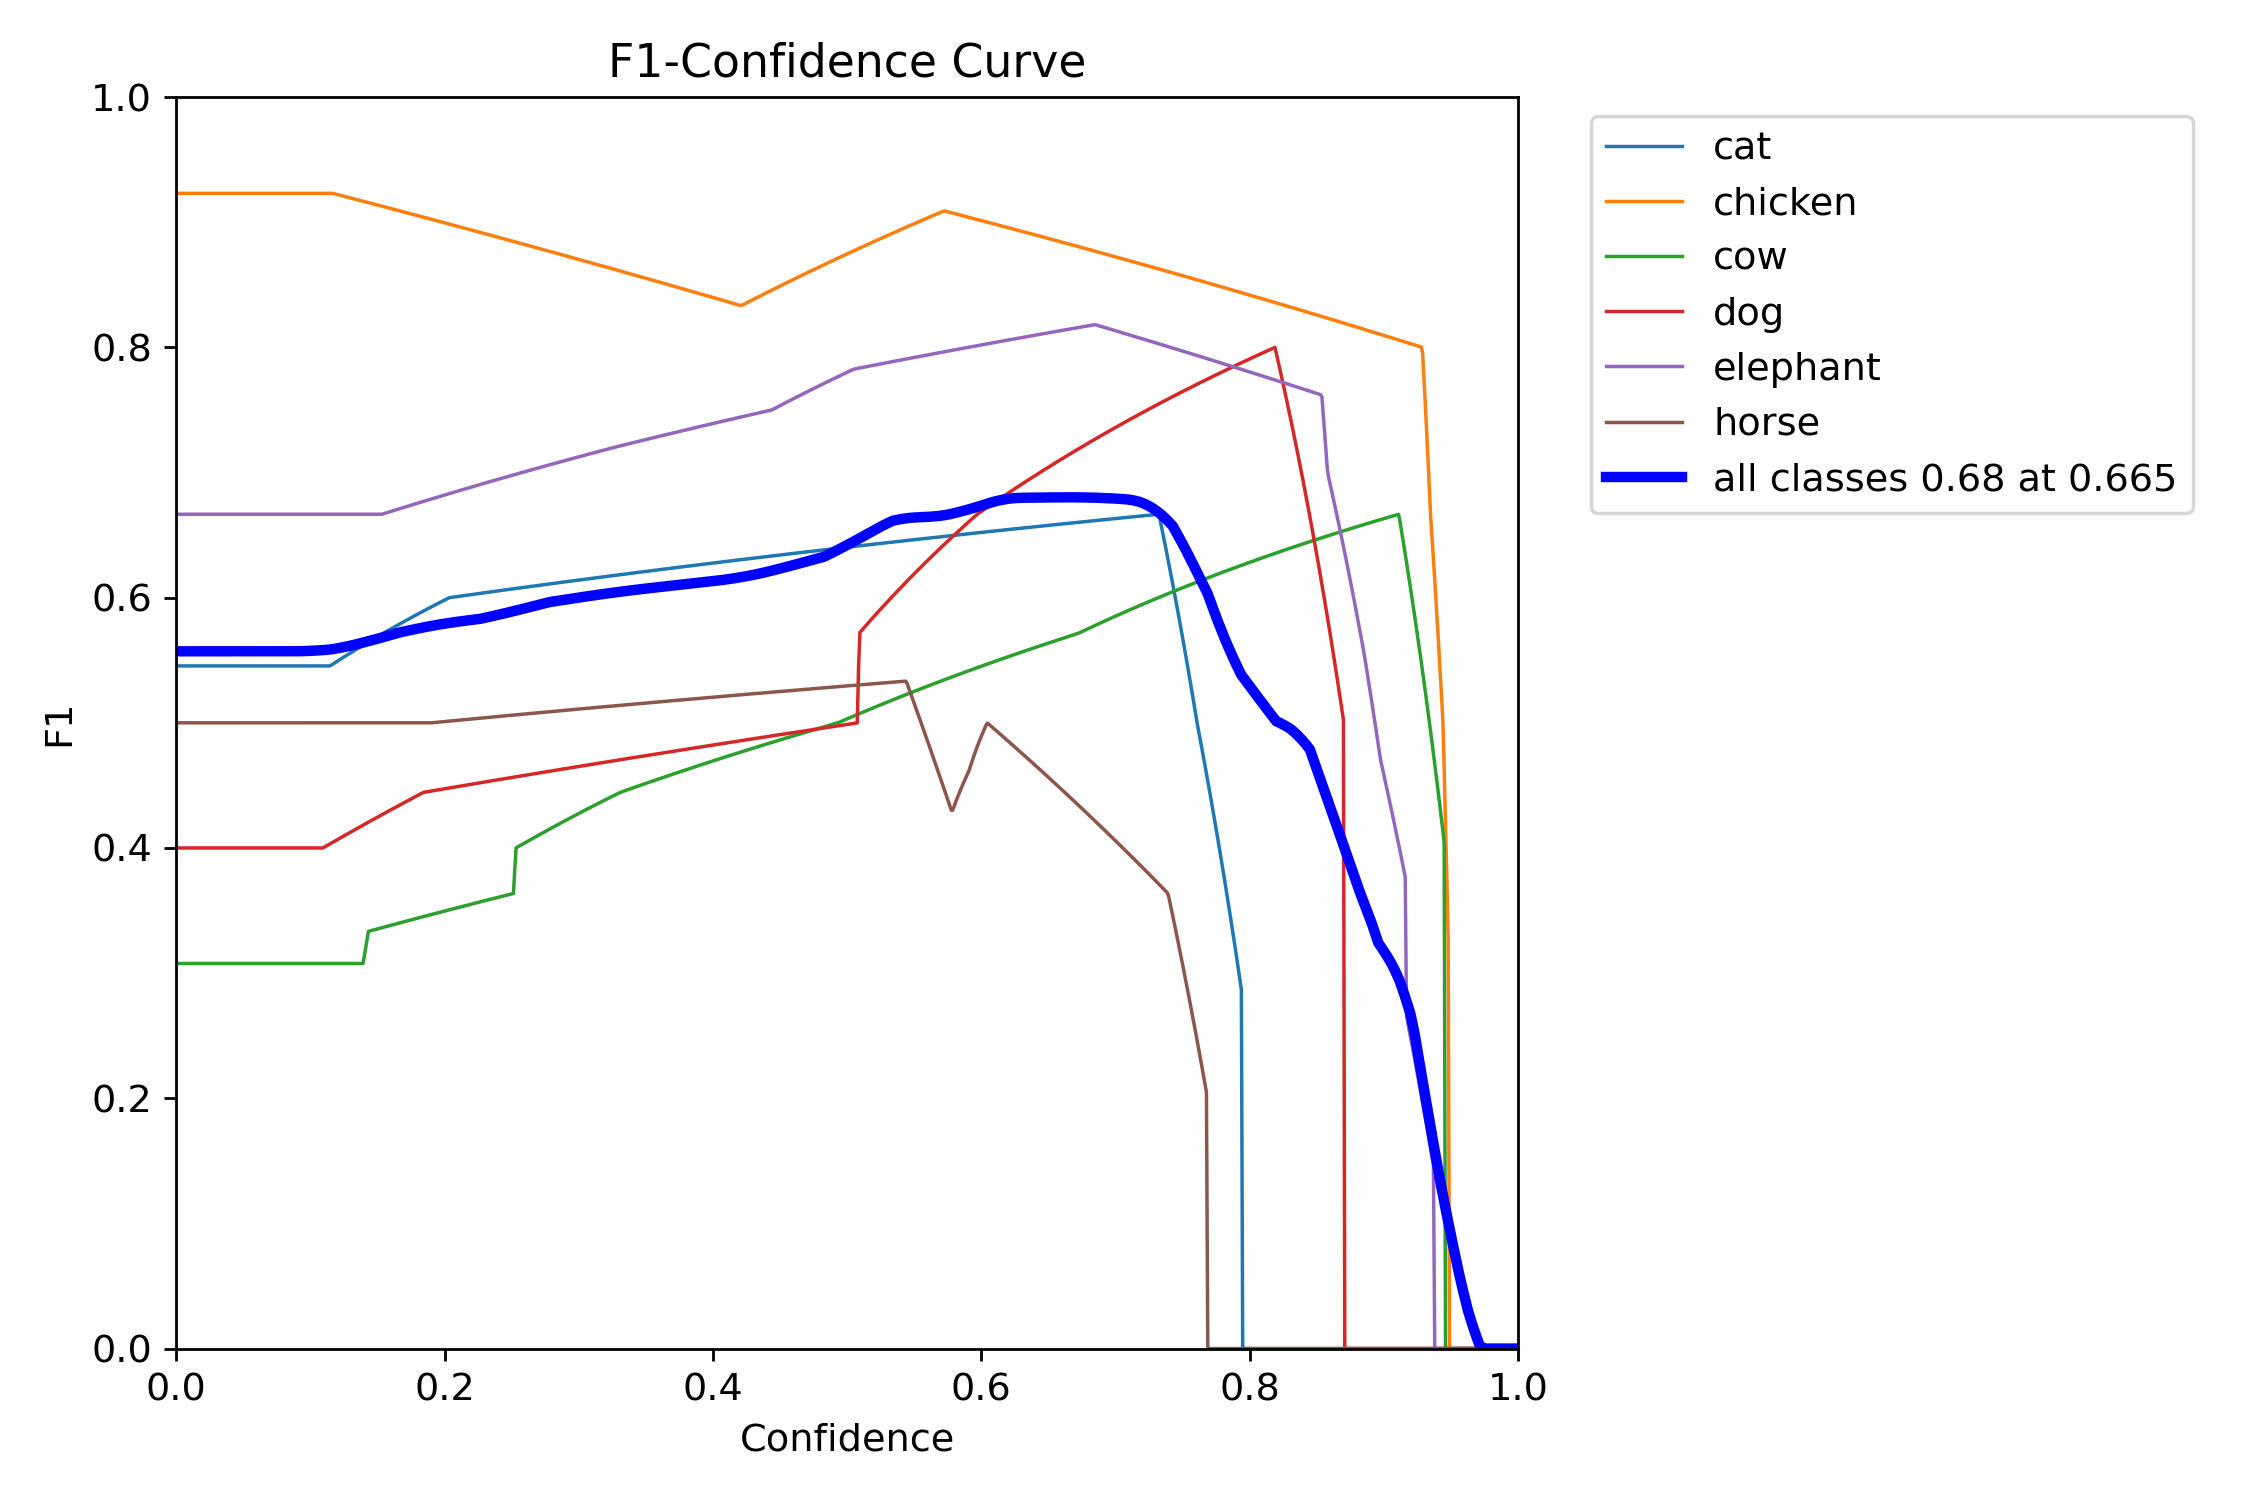 F1-Confidence Curve
1.0
0.8
0.6
0.4
0.2
0.0
F1
0.0 0.2 0.4 0.6 0.8 1.0
Confidence
cat
chicken
cow
dog
elephant
horse
all classes 0.68 at 0.665